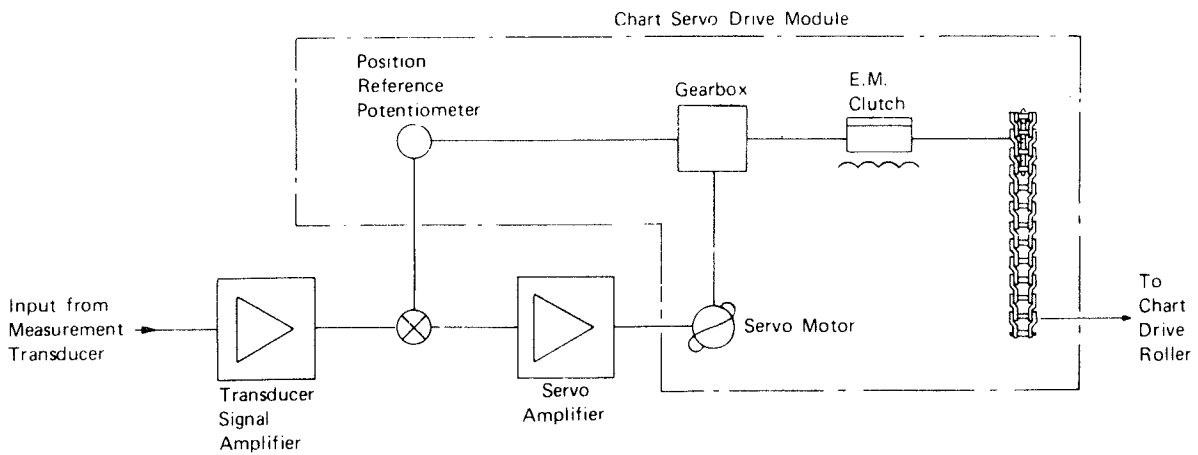 Chart Servo Drive Module
Position
Reference
Potentiometer
Gearbox
E.M.
Clutch
Input from
Measurement
Transducer
Transducer
Signal
Amplifier
Servo
Amplifier
Servo Motor
To
Chart
Drive
Roller